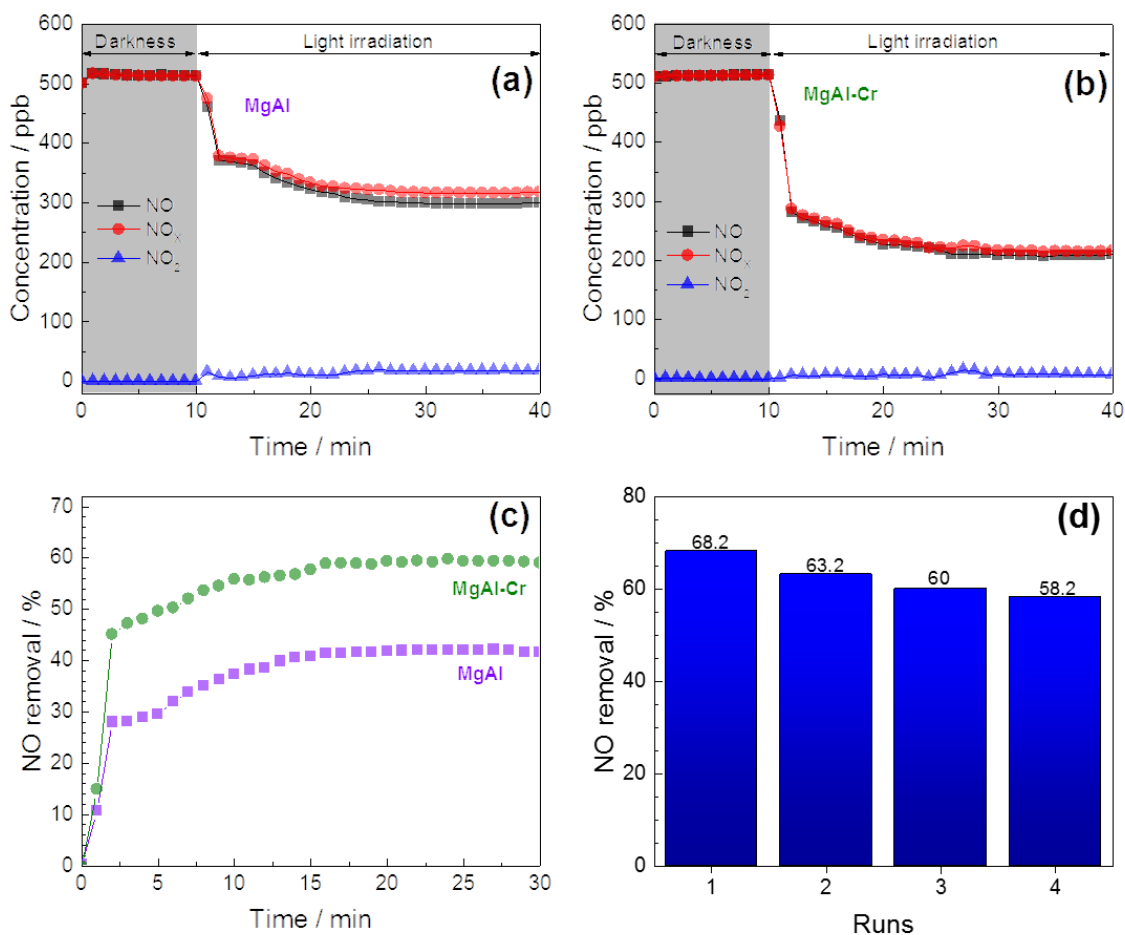 600
500
400
300
200
100
0
Concentration / ppb
Darkness
Light irradiation
(a)
MgAl
NO
NOₓ
NO₂
0 10 20 30 40
Time / min
600
500
400
300
200
100
0
Concentration / ppb
Darkness
Light irradiation
(b)
MgAl-Cr
NO
NOₓ
NO₂
0 10 20 30 40
Time / min
70
60
50
40
30
20
10
0
NO removal / %
(c)
MgAl-Cr
MgAl
0 5 10 15 20 25 30
Time / min
80
60
40
20
0
NO removal / %
(d)
68.2
63.2
60
58.2
1 2 3 4
Runs